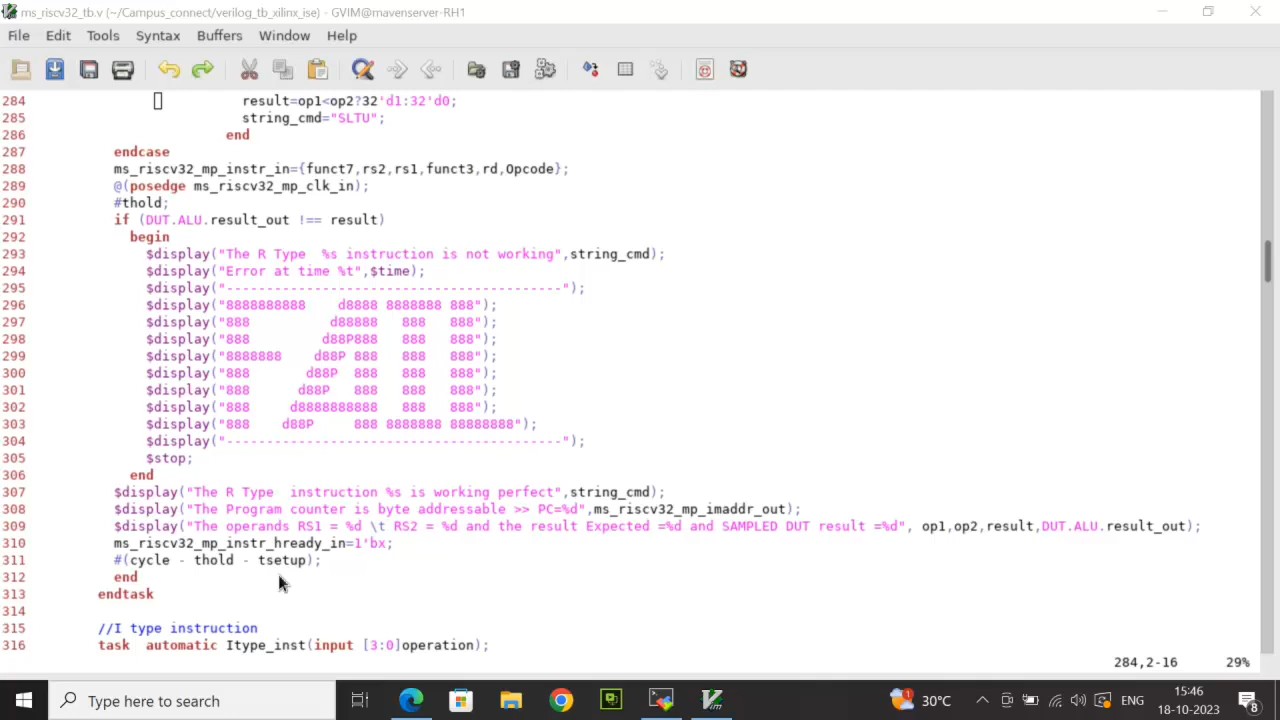 ms_riscv32_tb.v (~/Campus_connect/verilog_tb_xilinx_ise) - GVIM@mavenserver-RH1
File Edit Tools Syntax Buffers Window Help
284 result=op1<op2?32'd1:32'd0;
285 string_cmd="SLTU";
286 end
287 endcase
288 ms_riscv32_mp_instr_in={funct7,rs2,rs1,funct3,rd,Opcode};
289 @(posedge ms_riscv32_mp_clk_in);
290 #thold;
291 if (DUT.ALU.result_out !== result)
292 begin
293 $display("The R Type  %s instruction is not working",string_cmd);
294 $display("Error at time %t",$time);
295 $display("------------------------------------------");
296 $display("8888888888    d8888 8888888 888");
297 $display("888          d88888   888   888");
298 $display("888         d88P888   888   888");
299 $display("8888888    d88P 888   888   888");
300 $display("888       d88P  888   888   888");
301 $display("888      d88P   888   888   888");
302 $display("888     d8888888888   888   888");
303 $display("888    d88P     888 8888888 88888888");
304 $display("------------------------------------------");
305 $stop;
306 end
307 $display("The R Type  instruction %s is working perfect",string_cmd);
308 $display("The Program counter is byte addressable >> PC=%d",ms_riscv32_mp_imaddr_out);
309 $display("The operands RS1 = %d \t RS2 = %d and the result Expected =%d and SAMPLED DUT result =%d", op1,op2,result,DUT.ALU.result_out);
310 ms_riscv32_mp_instr_hready_in=1'bx;
311 #(cycle - thold - tsetup);
312 end
313 endtask
314
315 //I type instruction
316 task  automatic Itype_inst(input [3:0]operation);
284,2-16 29%
Type here to search
1
30°C
ENG
15:46
18-10-2023
8